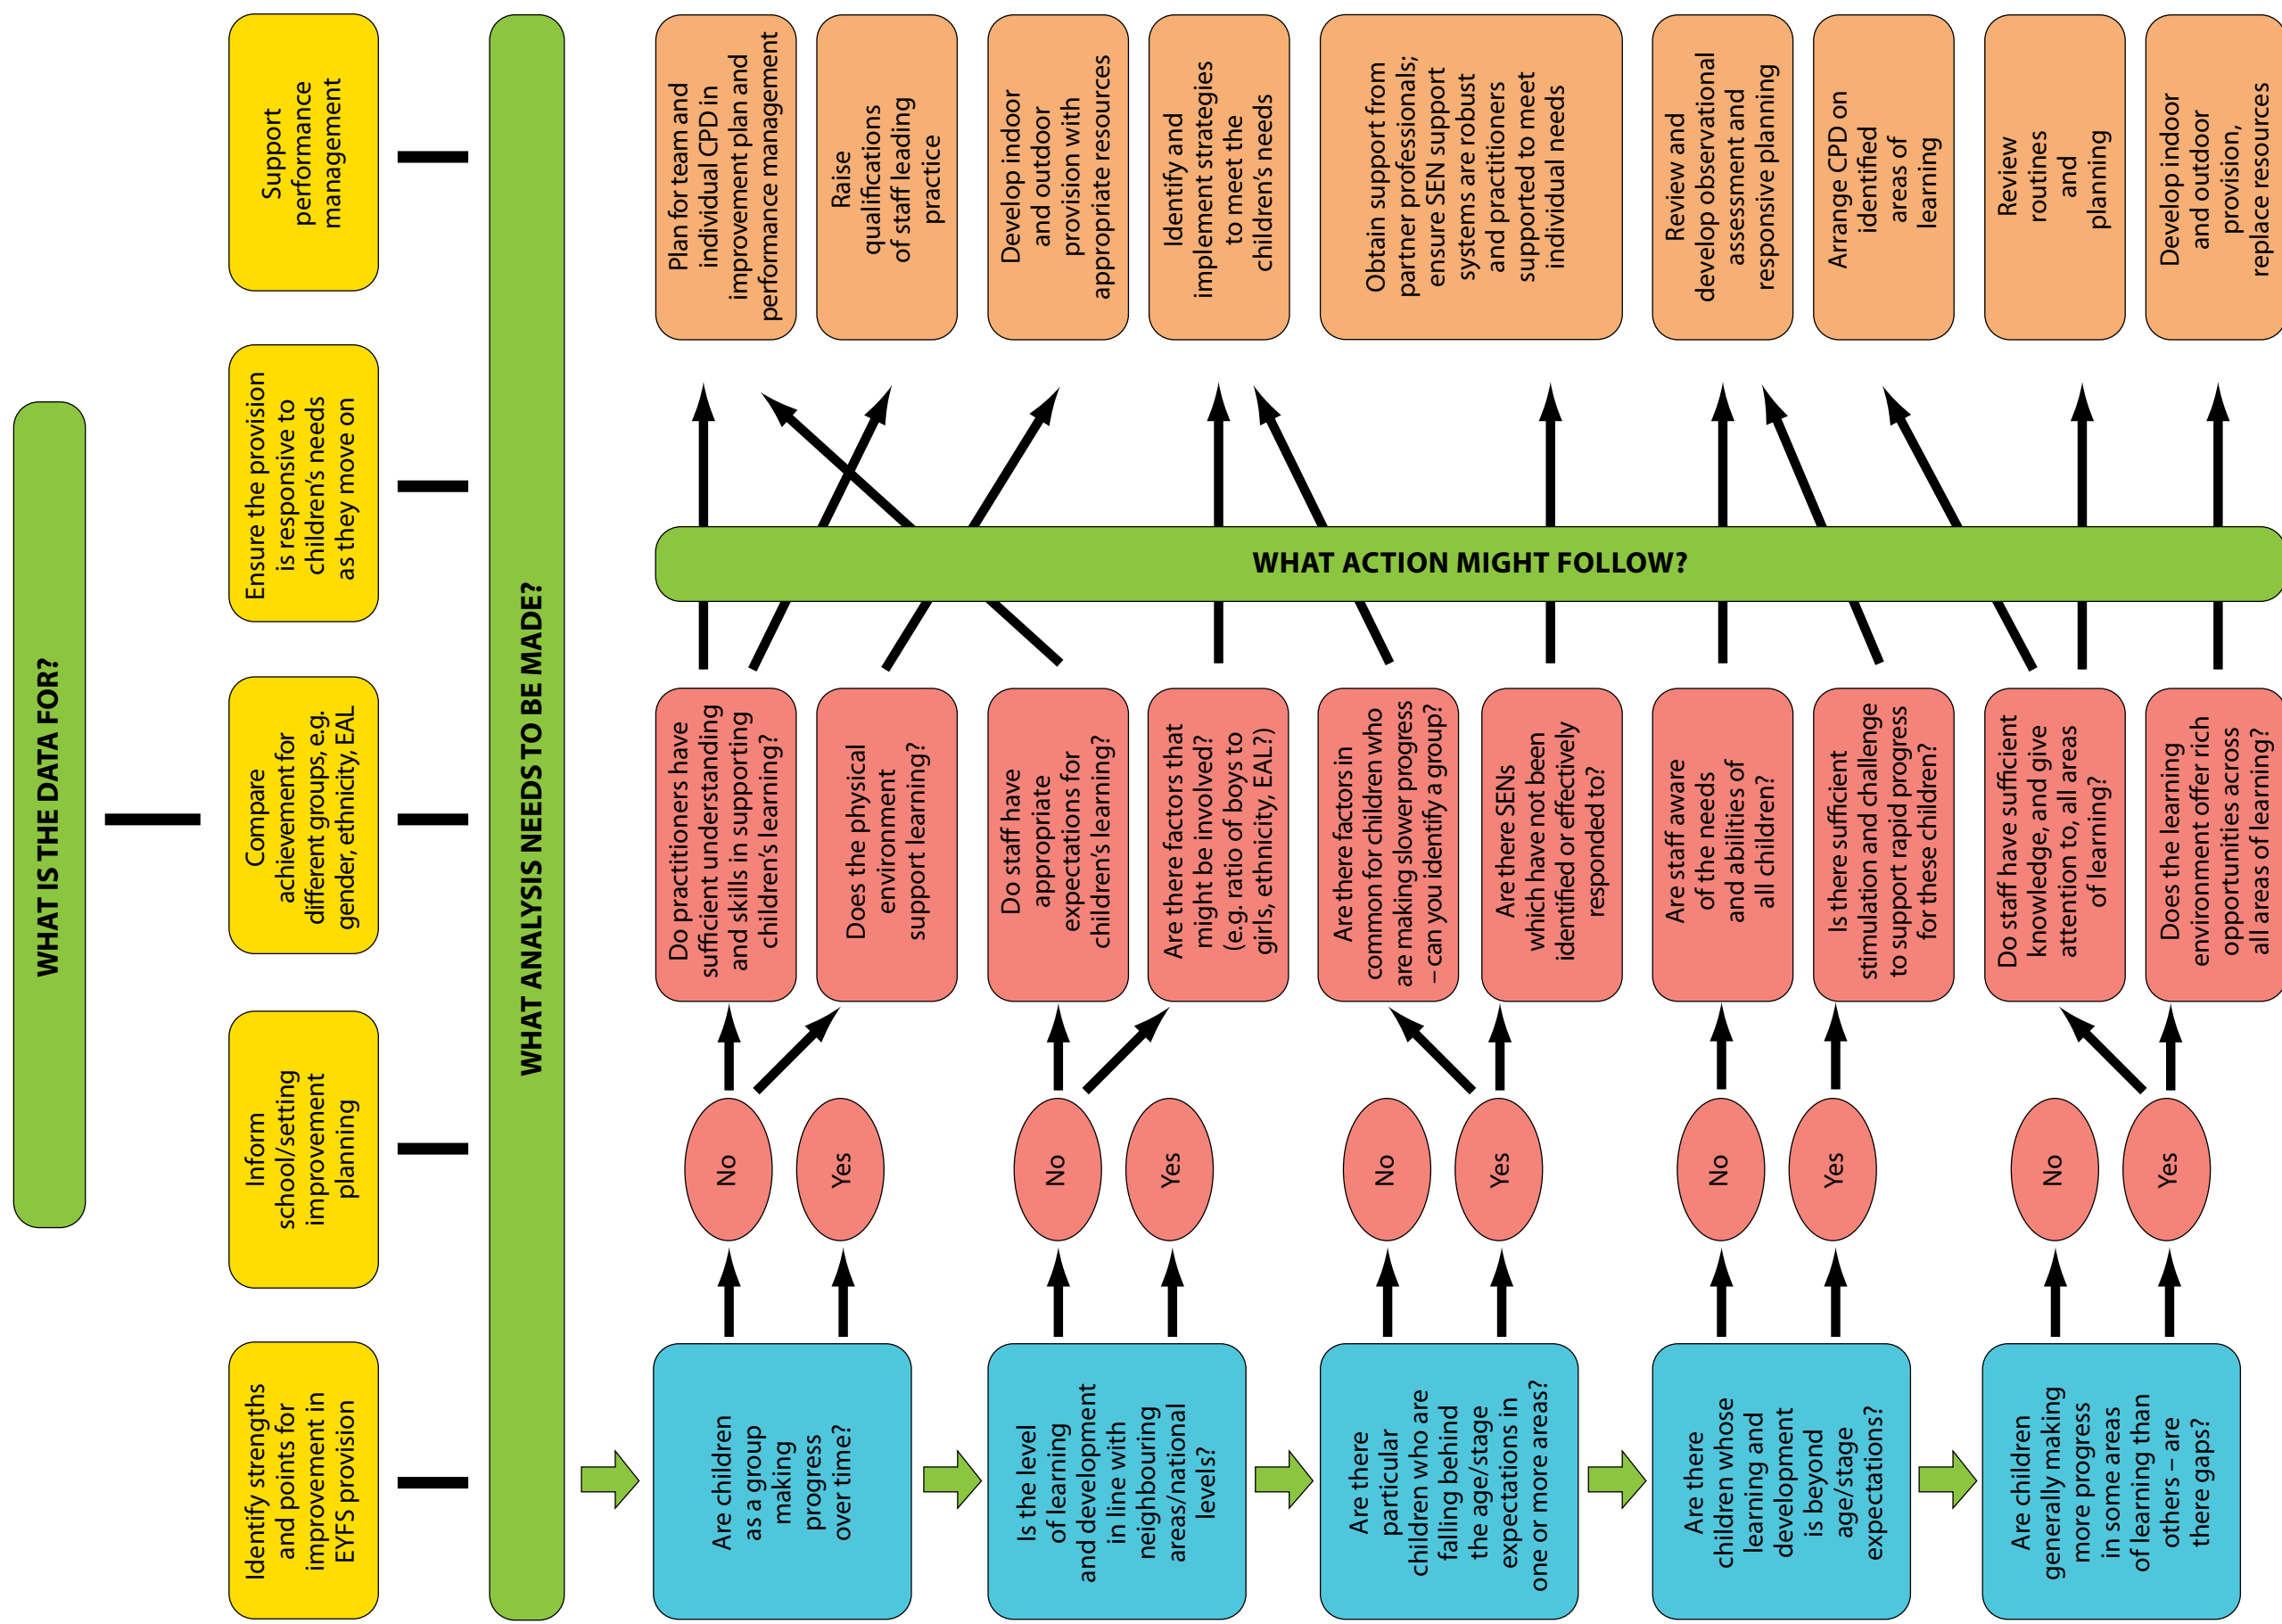 WHAT IS THE DATA FOR?
Identify strengths
and points for
improvement in
EYFS provision
Inform
school/setting
improvement
planning
Compare
achievement for
different groups, e.g.
gender, ethnicity, EAL
Ensure the provision
is responsive to
children's needs
as they move on
Support
performance
management
WHAT ANALYSIS NEEDS TO BE MADE?
Are children
as a group
making
progress
over time?
No
Yes
Do practitioners have
sufficient understanding
and skills in supporting
children's learning?
Does the physical
environment
support learning?
Is the level
of learning
and development
in line with
neighbouring
areas/national
levels?
No
Yes
Do staff have
appropriate
expectations for
children's learning?
Are there factors that
might be involved?
(e.g. ratio of boys to
girls, ethnicity, EAL?)
Are there
particular
children who are
falling behind
the age/stage
expectations in
one or more areas?
No
Yes
Are there factors in
common for children who
are making slower progress
– can you identify a group?
Are there SENs
which have not been
identified or effectively
responded to?
Are there
children whose
learning and
development
is beyond
age/stage
expectations?
No
Yes
Are staff aware
of the needs
and abilities of
all children?
Is there sufficient
stimulation and challenge
to support rapid progress
for these children?
Are children
generally making
more progress
in some areas
of learning than
others – are
there gaps?
No
Yes
Do staff have sufficient
knowledge, and give
attention to, all areas
of learning?
Does the learning
environment offer rich
opportunities across
all areas of learning?
WHAT ACTION MIGHT FOLLOW?
Plan for team and
individual CPD in
improvement plan and
performance management
Raise
qualifications
of staff leading
practice
Develop indoor
and outdoor
provision with
appropriate resources
Identify and
implement strategies
to meet the
children's needs
Obtain support from
partner professionals;
ensure SEN support
systems are robust
and practitioners
supported to meet
individual needs
Review and
develop observational
assessment and
responsive planning
Arrange CPD on
identified
areas of
learning
Review
routines
and
planning
Develop indoor
and outdoor
provision,
replace resources